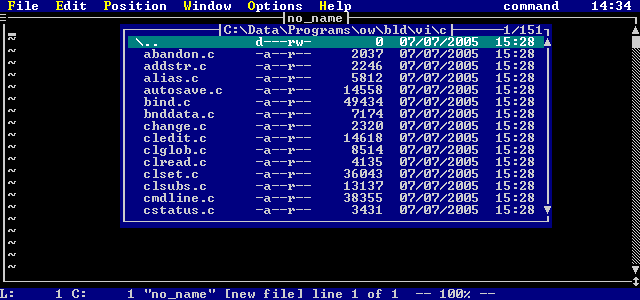 File Edit Position Window Options Help command 14:34
no_name
C:\Data\Programs\ow\bld\vi\c 1/151
\.. d---rw- 0 07/07/2005 15:28
abandon.c -a--r-- 2037 07/07/2005 15:28
addstr.c -a--r-- 2246 07/07/2005 15:28
alias.c -a--r-- 5812 07/07/2005 15:28
autosave.c -a--r-- 14558 07/07/2005 15:28
bind.c -a--r-- 49434 07/07/2005 15:28
bnddata.c -a--r-- 7174 07/07/2005 15:28
change.c -a--r-- 2320 07/07/2005 15:28
cledit.c -a--r-- 14618 07/07/2005 15:28
clglob.c -a--r-- 8514 07/07/2005 15:28
clread.c -a--r-- 4135 07/07/2005 15:28
clset.c -a--r-- 36043 07/07/2005 15:28
clsubs.c -a--r-- 13137 07/07/2005 15:28
cmdline.c -a--r-- 38355 07/07/2005 15:28
cstatus.c -a--r-- 3431 07/07/2005 15:28
L: 1 C: 1 "no_name" [new file] line 1 of 1 -- 100% --